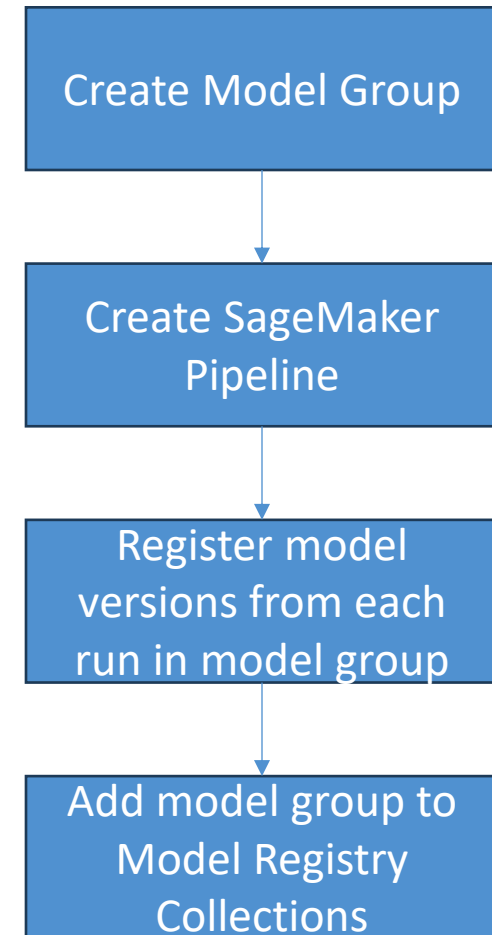 Create Model Group
Create SageMaker
Pipeline
Register model
versions from each
run in model group
Add model group to
Model Registry
Collections